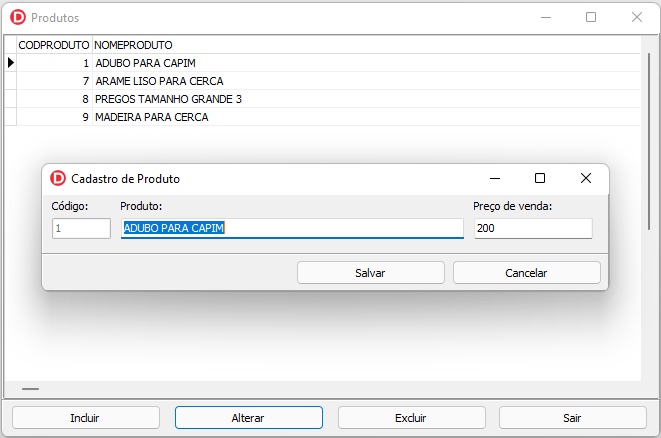 Produtos
CODPRODUTO NOMEPRODUTO
1 ADUBO PARA CAPIM
7 ARAME LISO PARA CERCA
8 PREGOS TAMANHO GRANDE 3
9 MADEIRA PARA CERCA
Cadastro de Produto
Código: Produto: Preço de venda:
1 ADUBO PARA CAPIM 200
Salvar Cancelar
Incluir Alterar Excluir Sair